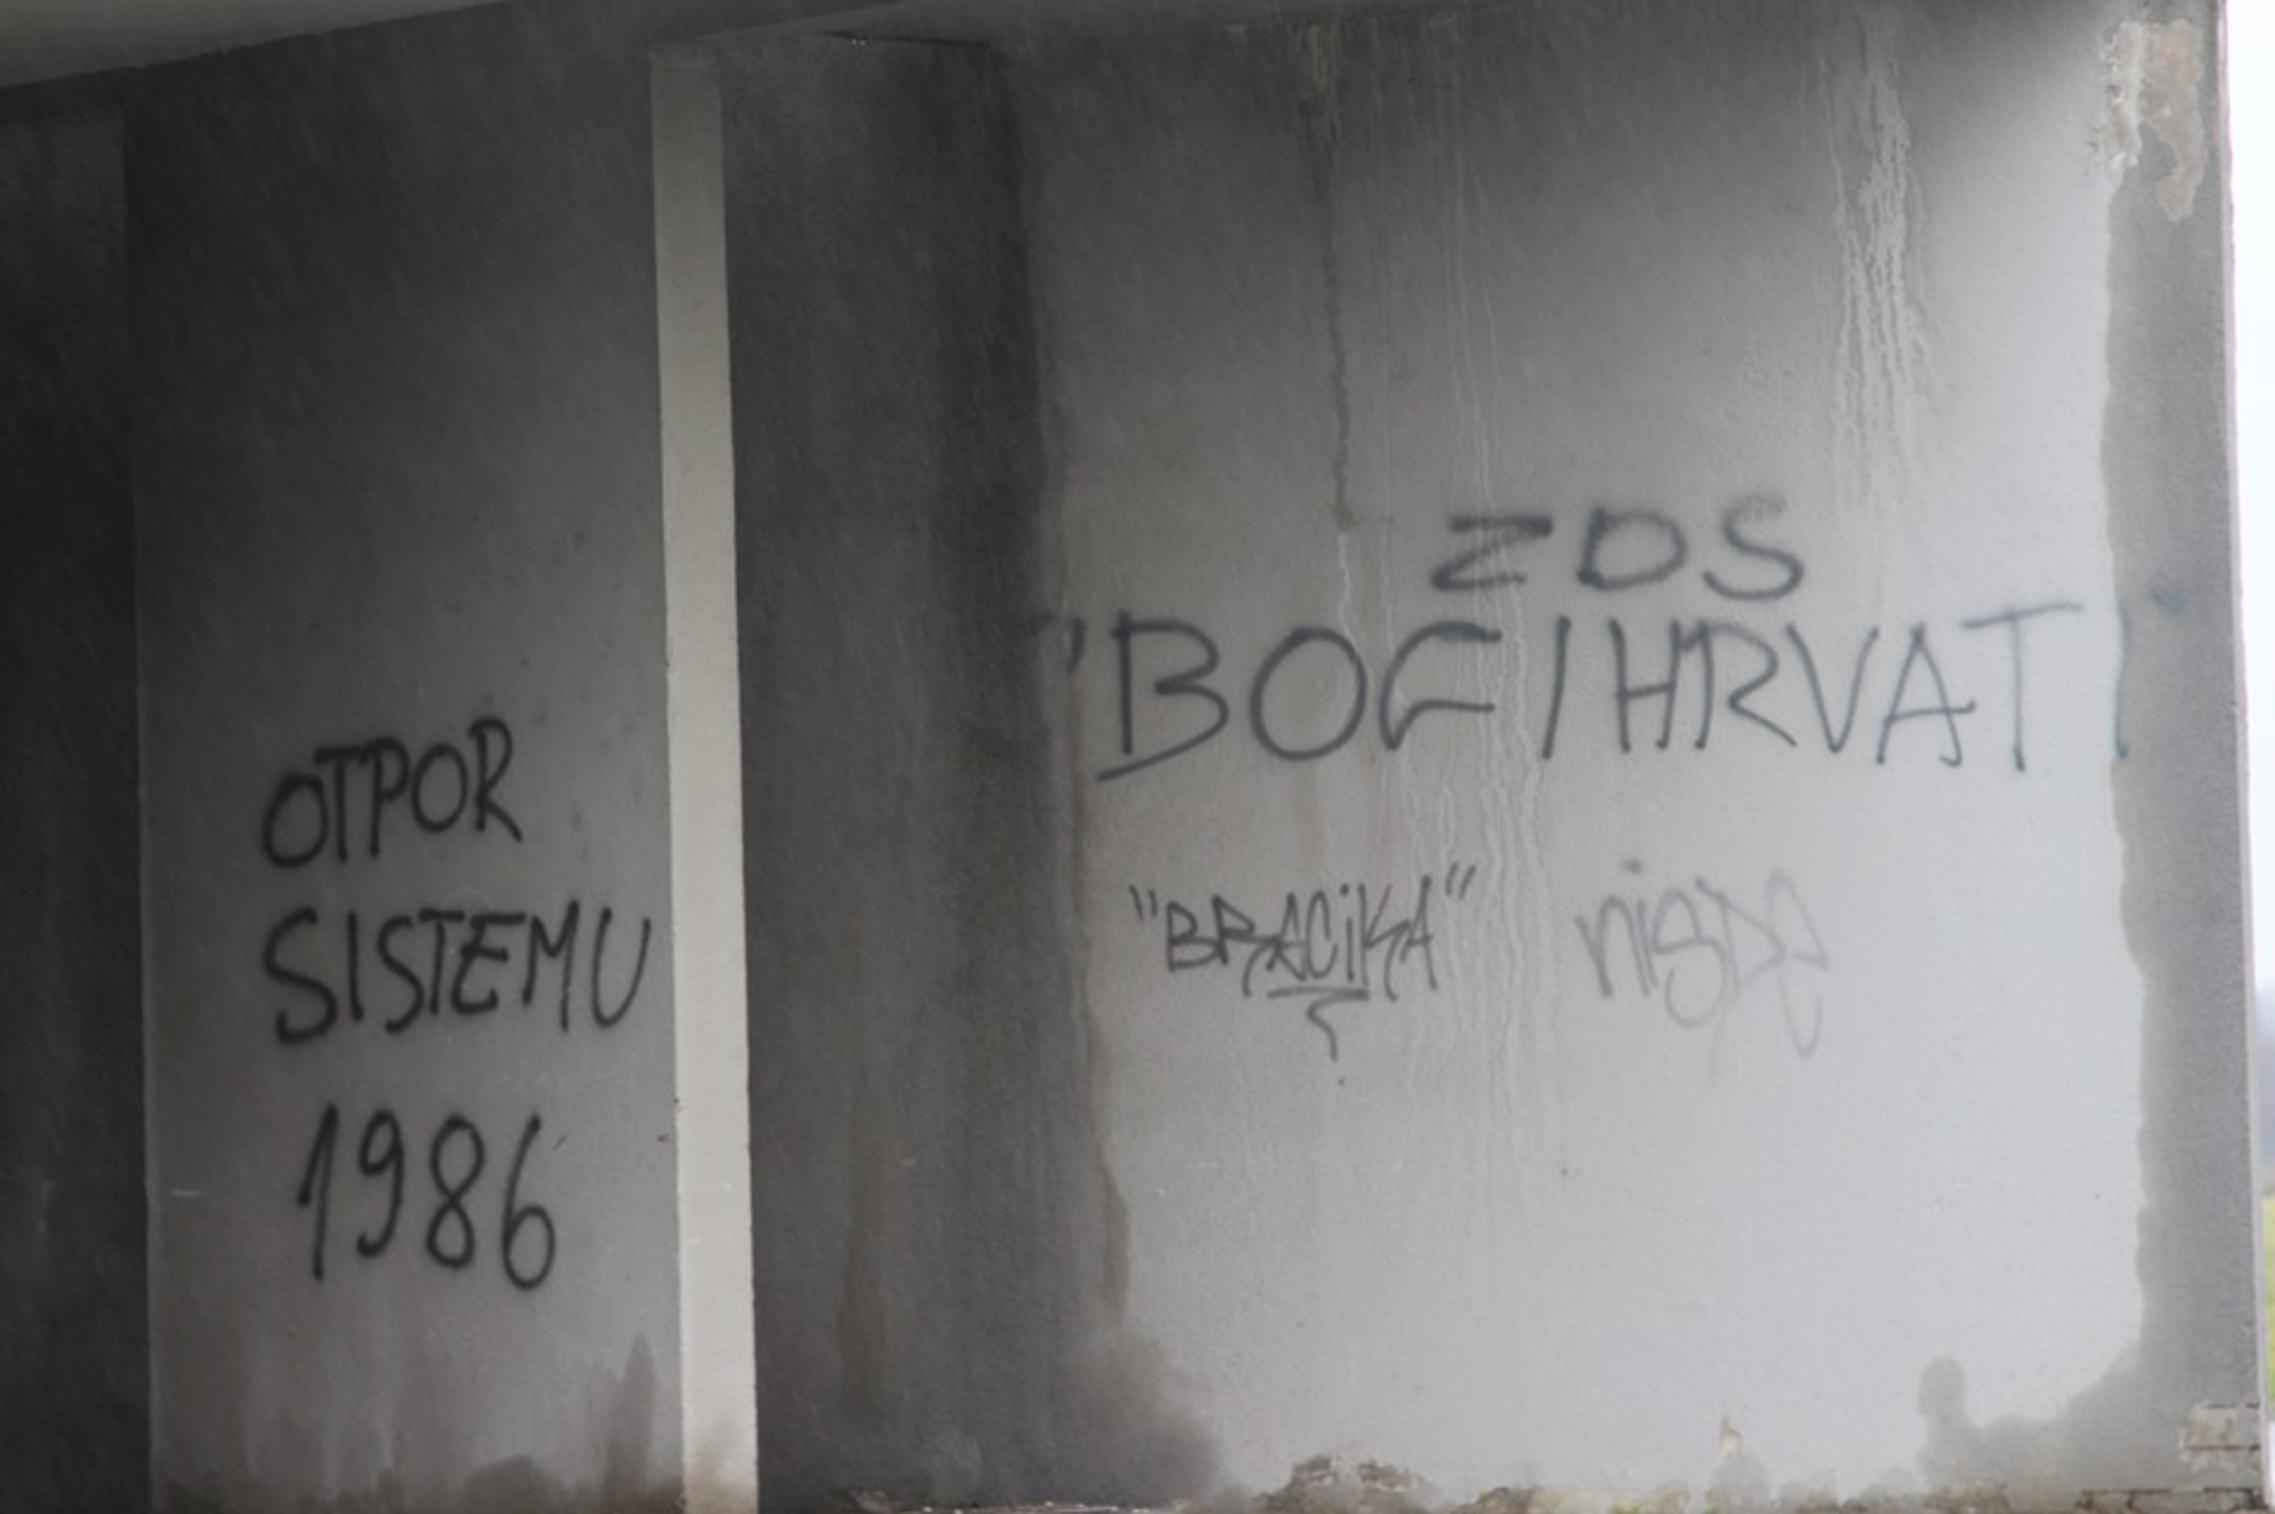 OTPOR
SISTEMU
1986
ZDS
"BOG I HRVATI"
"BRACIKA"